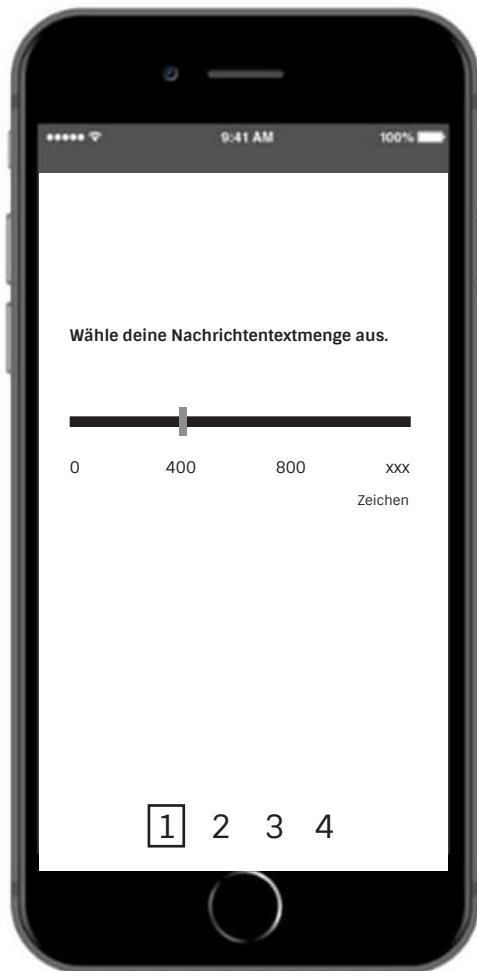 9:41 AM 100%
Wähle deine Nachrichtentextmenge aus.
0 400 800 xxx
Zeichen
1 2 3 4